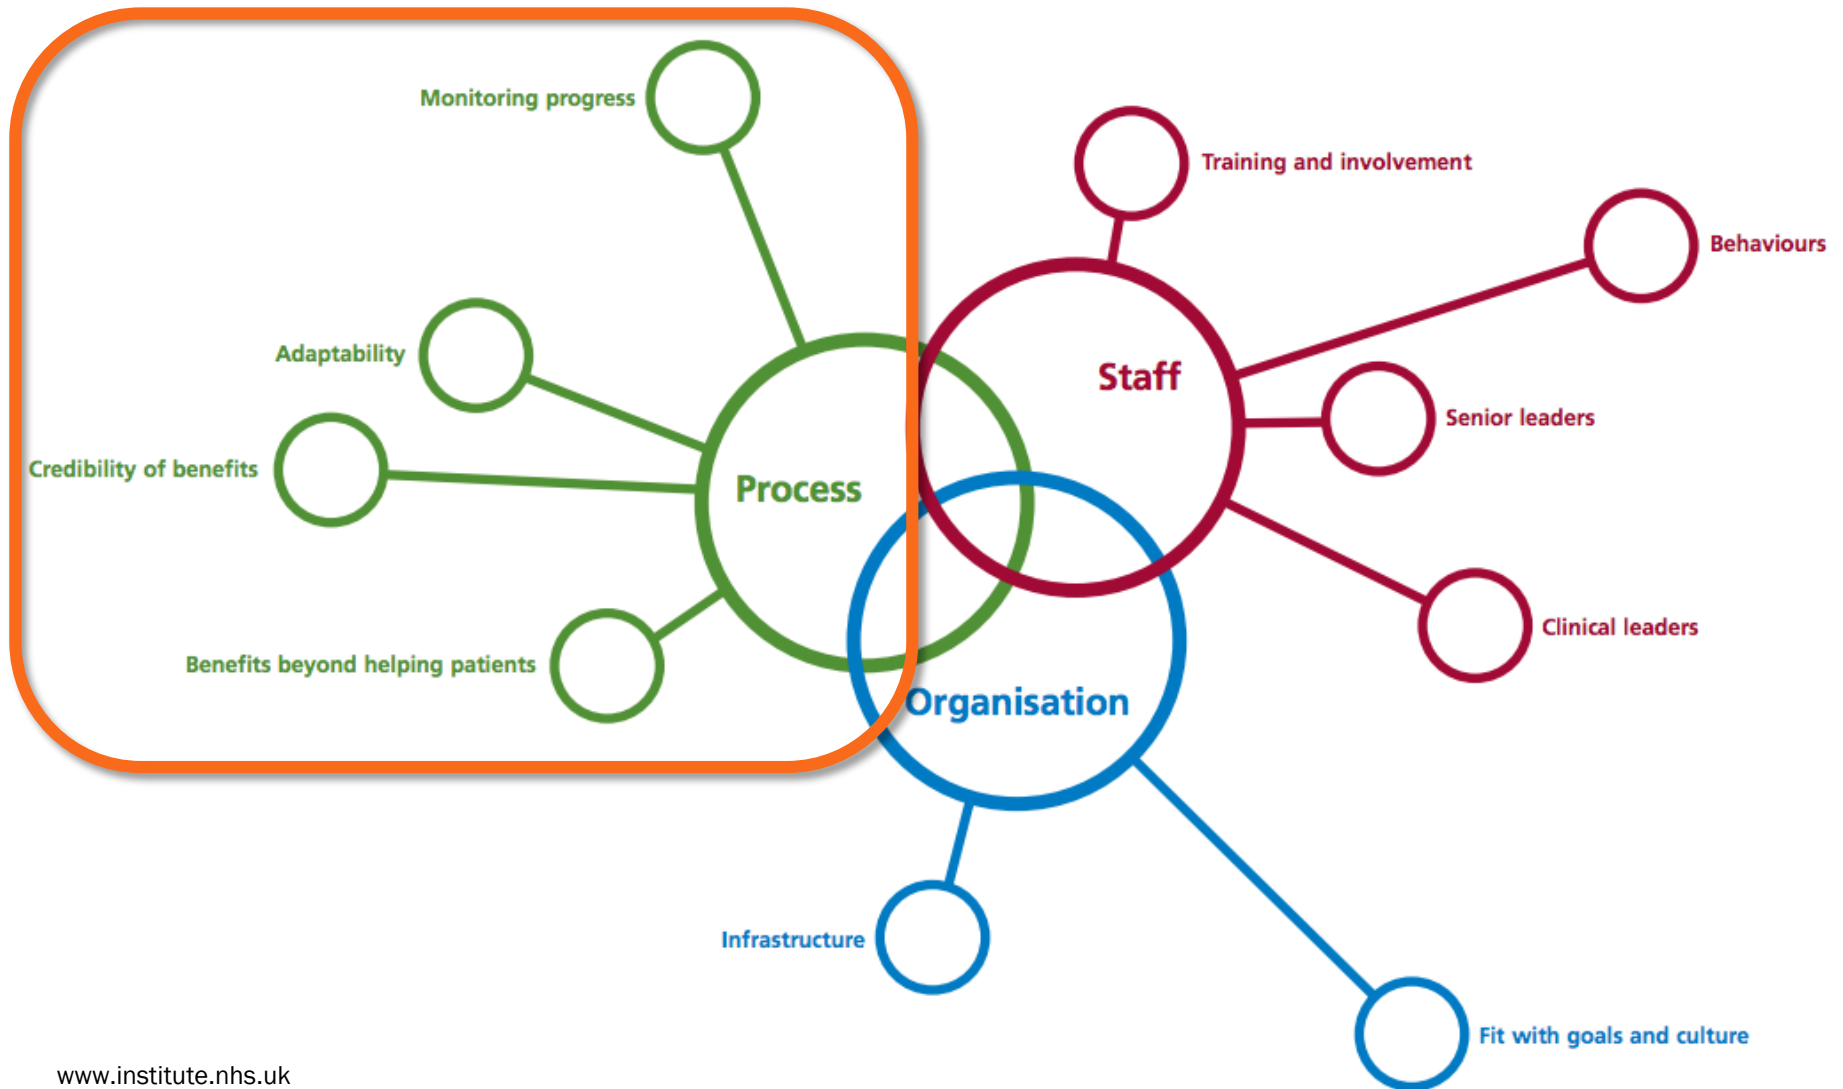 Monitoring progress
Training and involvement
Behaviours
Adaptability
Staff
Senior leaders
Credibility of benefits
Process
Clinical leaders
Benefits beyond helping patients
Organisation
Infrastructure
Fit with goals and culture
www.institute.nhs.uk